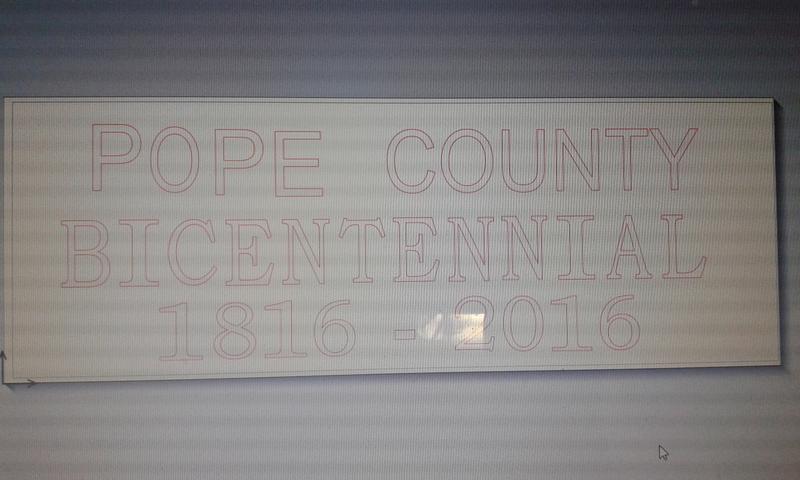 POPE COUNTY
BICENTENNIAL
1816 - 2016